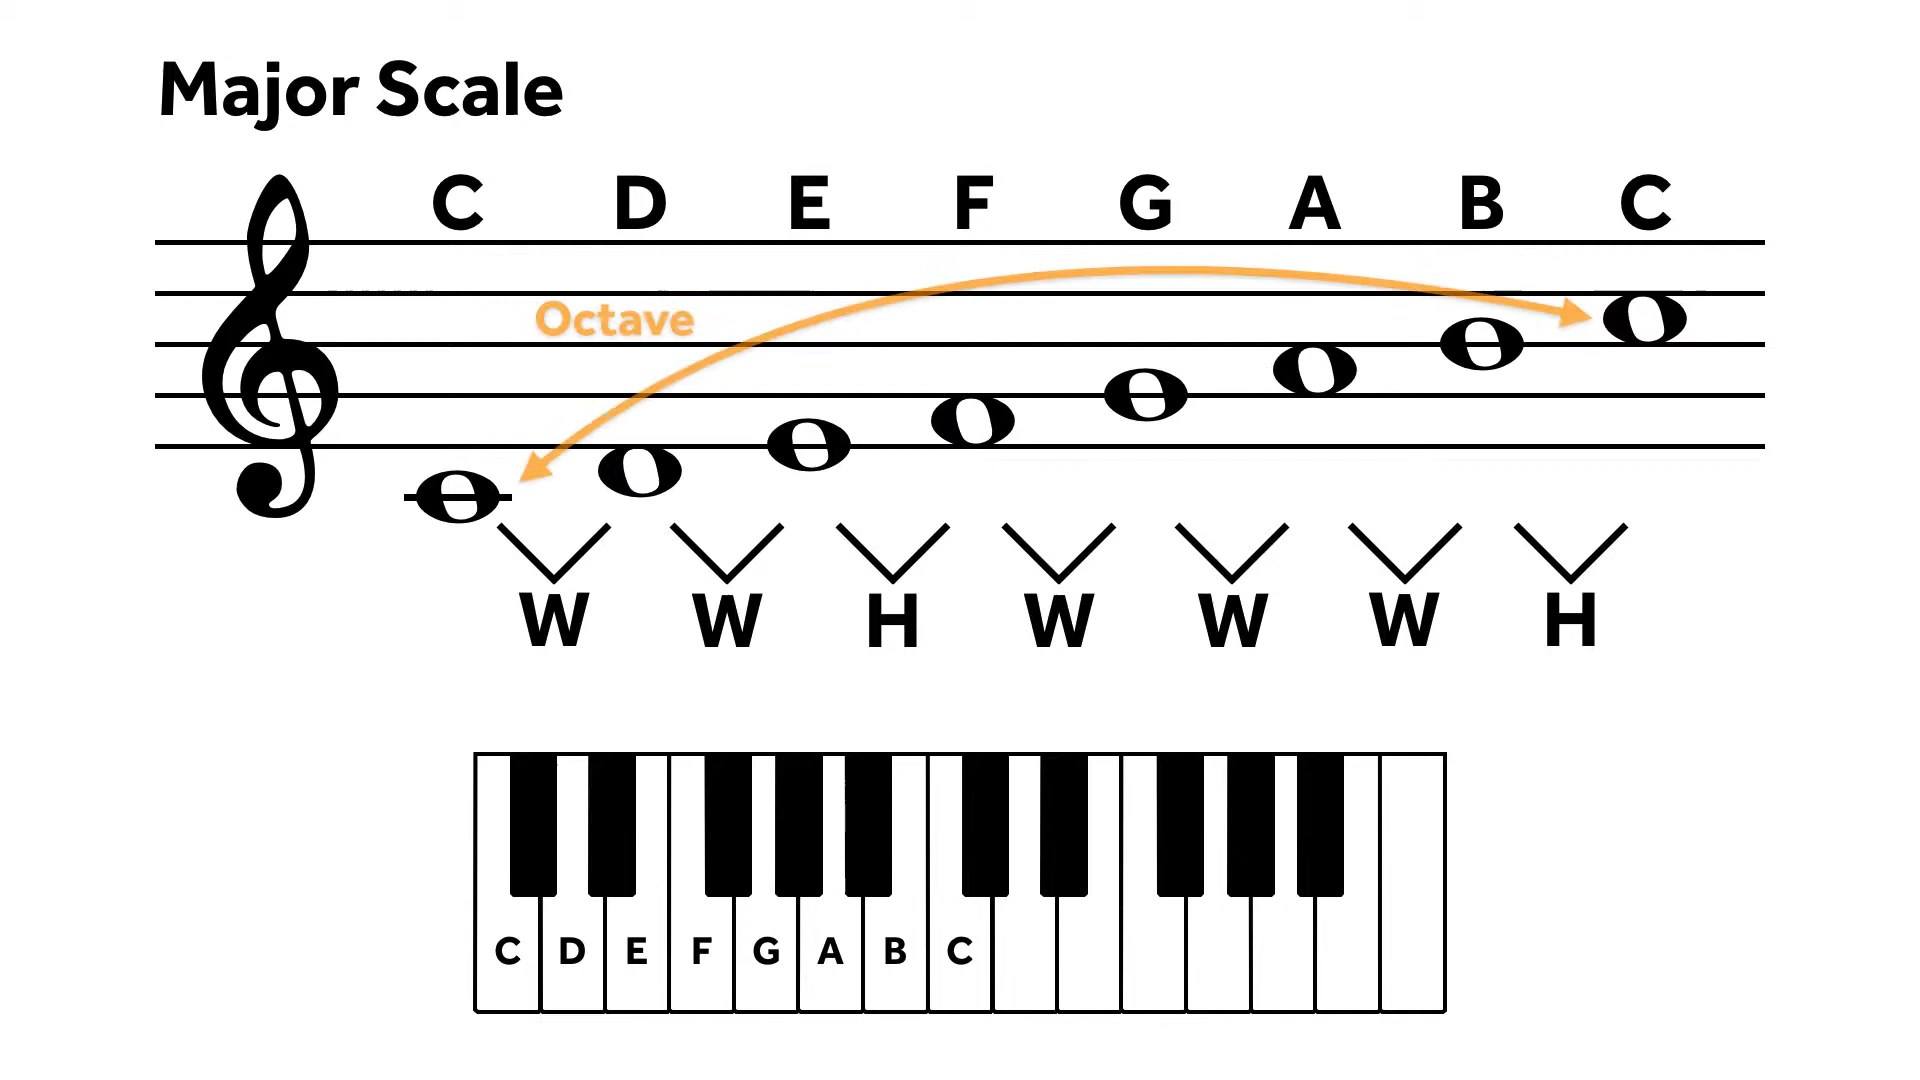 Major Scale
C D E F G A B C
Octave
W W H W W W H
C D E F G A B C